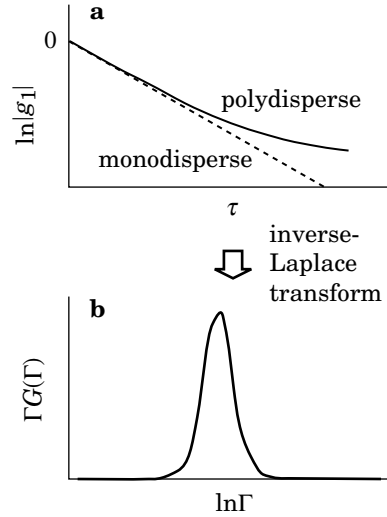 a
0
ln|g₁|
polydisperse
monodisperse
τ
inverse-
Laplace
transform
b
ΓG(Γ)
lnΓ